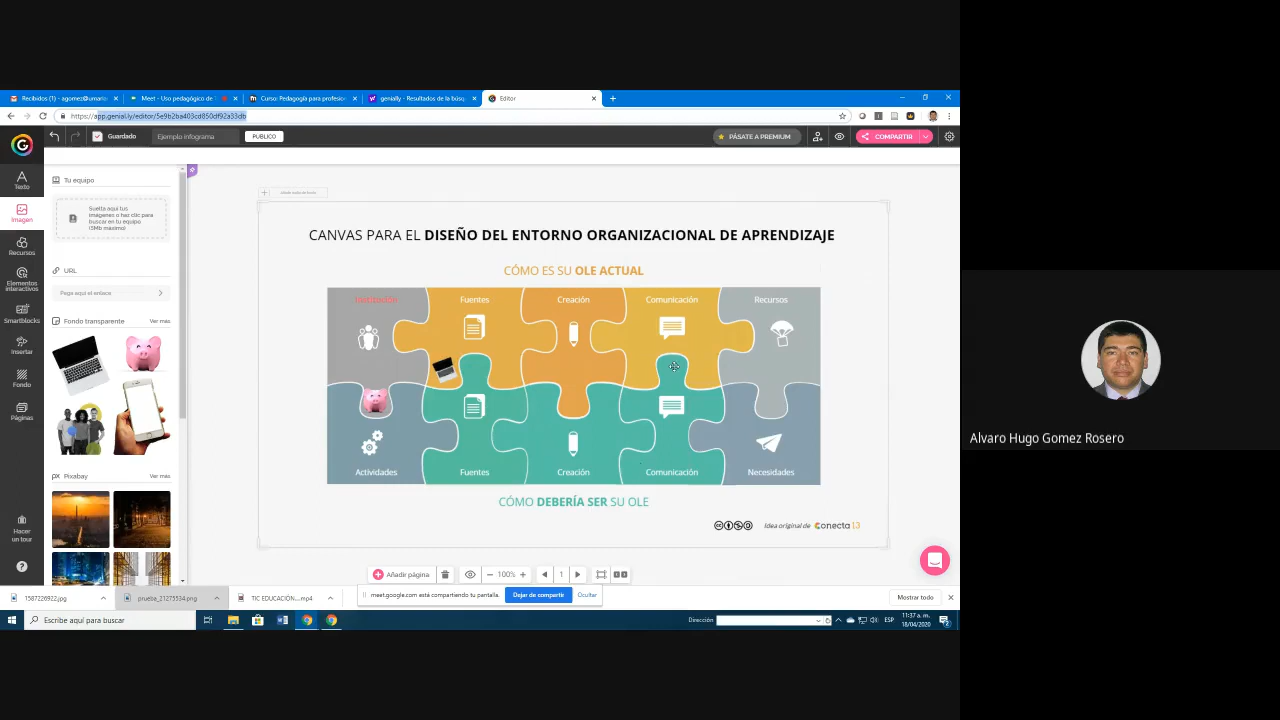 Recibidos (1) - agomez@umario
Meet - Uso pedagógico de
Curso: Pedagogía para profesion
genially - Resultados de la búsq
Editor
https://app.genial.ly/editor/5e9b2ba403cd850df92a33db
Guardado
Ejemplo infograma
PÚBLICO
PÁSATE A PREMIUM
COMPARTIR
Texto
Imagen
Recursos
Elementos
interactivos
Smartblocks
Insertar
Fondo
Páginas
Hacer
un tour
Tu equipo
Suelta aquí tus
imágenes o haz clic para
buscar en tu equipo
(5Mb máximo)
URL
Pega aquí el enlace
Fondo transparente
Ver más
Pixabay
Ver más
CANVAS PARA EL DISEÑO DEL ENTORNO ORGANIZACIONAL DE APRENDIZAJE
CÓMO ES SU OLE ACTUAL
Institución
Fuentes
Creación
Comunicación
Recursos
Actividades
Fuentes
Creación
Comunicación
Necesidades
CÓMO DEBERÍA SER SU OLE
Idea original de Conecta 13
Añadir página
100%
1
1587226922.jpg
prueba_21275534.png
TIC EDUCACIÓN....mp4
meet.google.com está compartiendo tu pantalla.
Dejar de compartir
Ocultar
Mostrar todo
Escribe aquí para buscar
Dirección
ESP
11:37 a. m.
18/04/2020
Alvaro Hugo Gomez Rosero